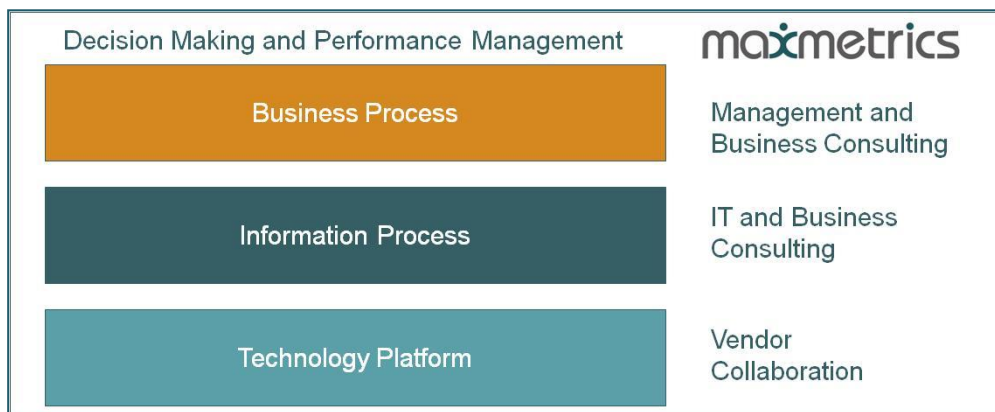 Decision Making and Performance Management
maxmetrics
Business Process
Management and
Business Consulting
Information Process
IT and Business
Consulting
Technology Platform
Vendor
Collaboration